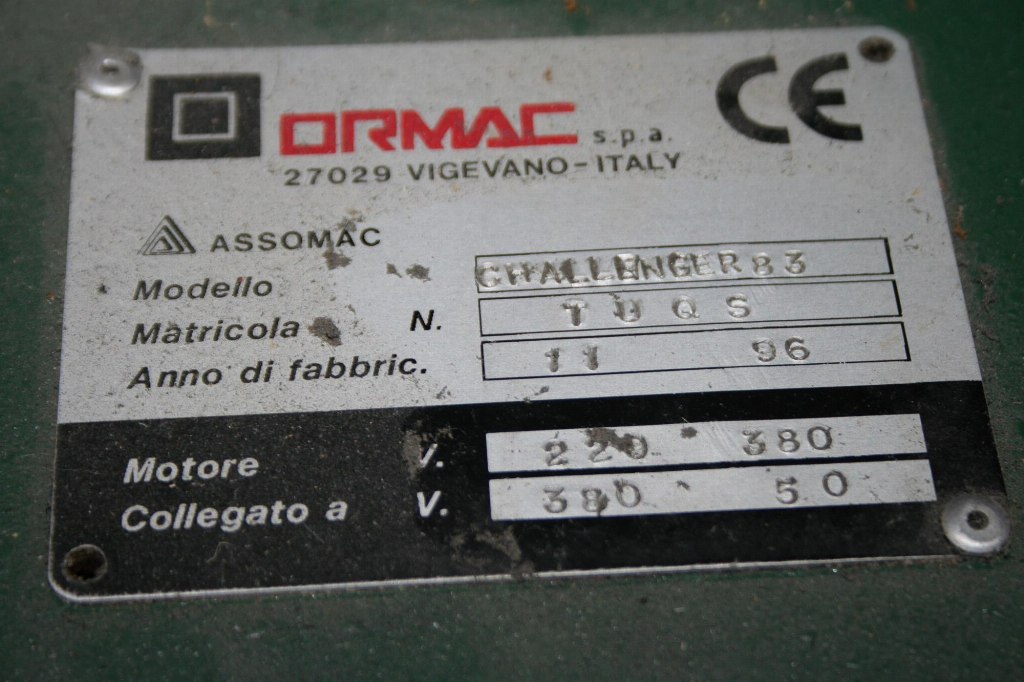 ORMAC s.p.a. CE
27029 VIGEVANO-ITALY
ASSOMAC
Modello CHALLENGER83
Matricola N. TUQS
Anno di fabbric. 11 96
Motore V. 220 380
Collegato a V. 380 50